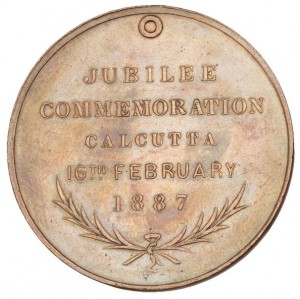 JUBILEE
COMMEMORATION
CALCUTTA
16TH FEBRUARY
1887